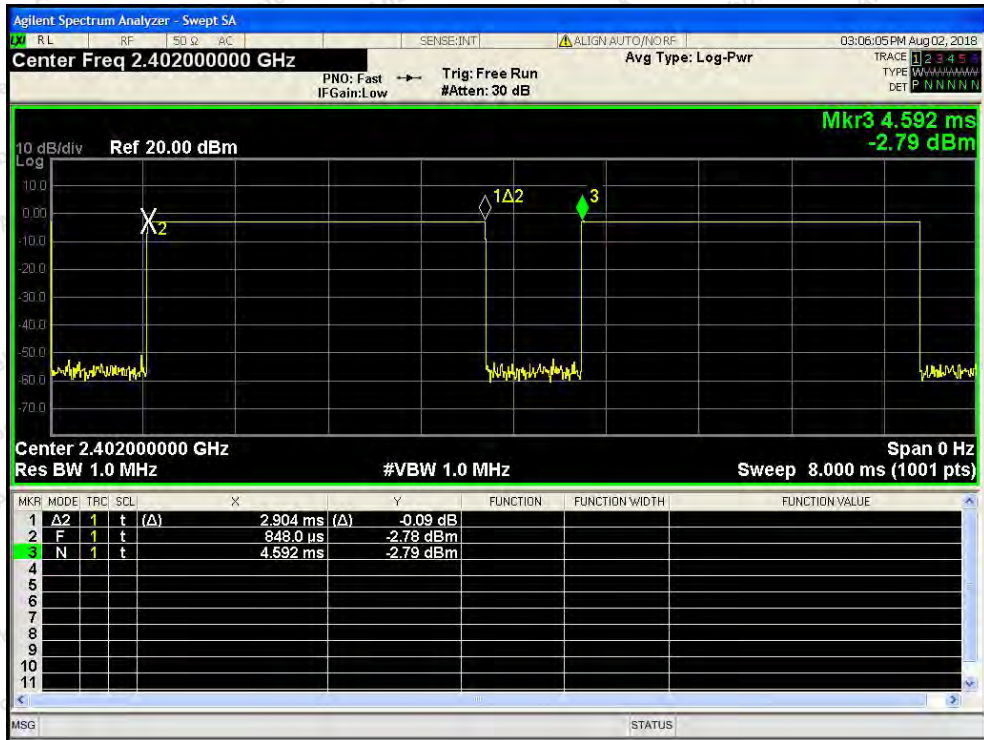 Agilent Spectrum Analyzer - Swept SA
LXI RL RF 50 Ω AC SENSE:INT ALIGN AUTO/NO RF 03:06:05 PM Aug 02, 2018
Center Freq 2.402000000 GHz Avg Type: Log-Pwr TRACE 1 2 3 4 5 6
PNO: Fast Trig: Free Run TYPE
IFGain:Low #Atten: 30 dB DET P N N N N N
Mkr3 4.592 ms
10 dB/div Ref 20.00 dBm -2.79 dBm
Log
10.0
0.00
1Δ2
3
2
-10.0
-20.0
-30.0
-40.0
-50.0
-60.0
-70.0
Center 2.402000000 GHz Span 0 Hz
Res BW 1.0 MHz #VBW 1.0 MHz Sweep 8.000 ms (1001 pts)
MKR MODE TRC SCL X Y FUNCTION FUNCTION WIDTH FUNCTION VALUE
1 Δ2 1 t (Δ) 2.904 ms (Δ) -0.09 dB
2 F 1 t 848.0 µs -2.78 dBm
3 N 1 t 4.592 ms -2.79 dBm
4
5
6
7
8
9
10
11
MSG STATUS